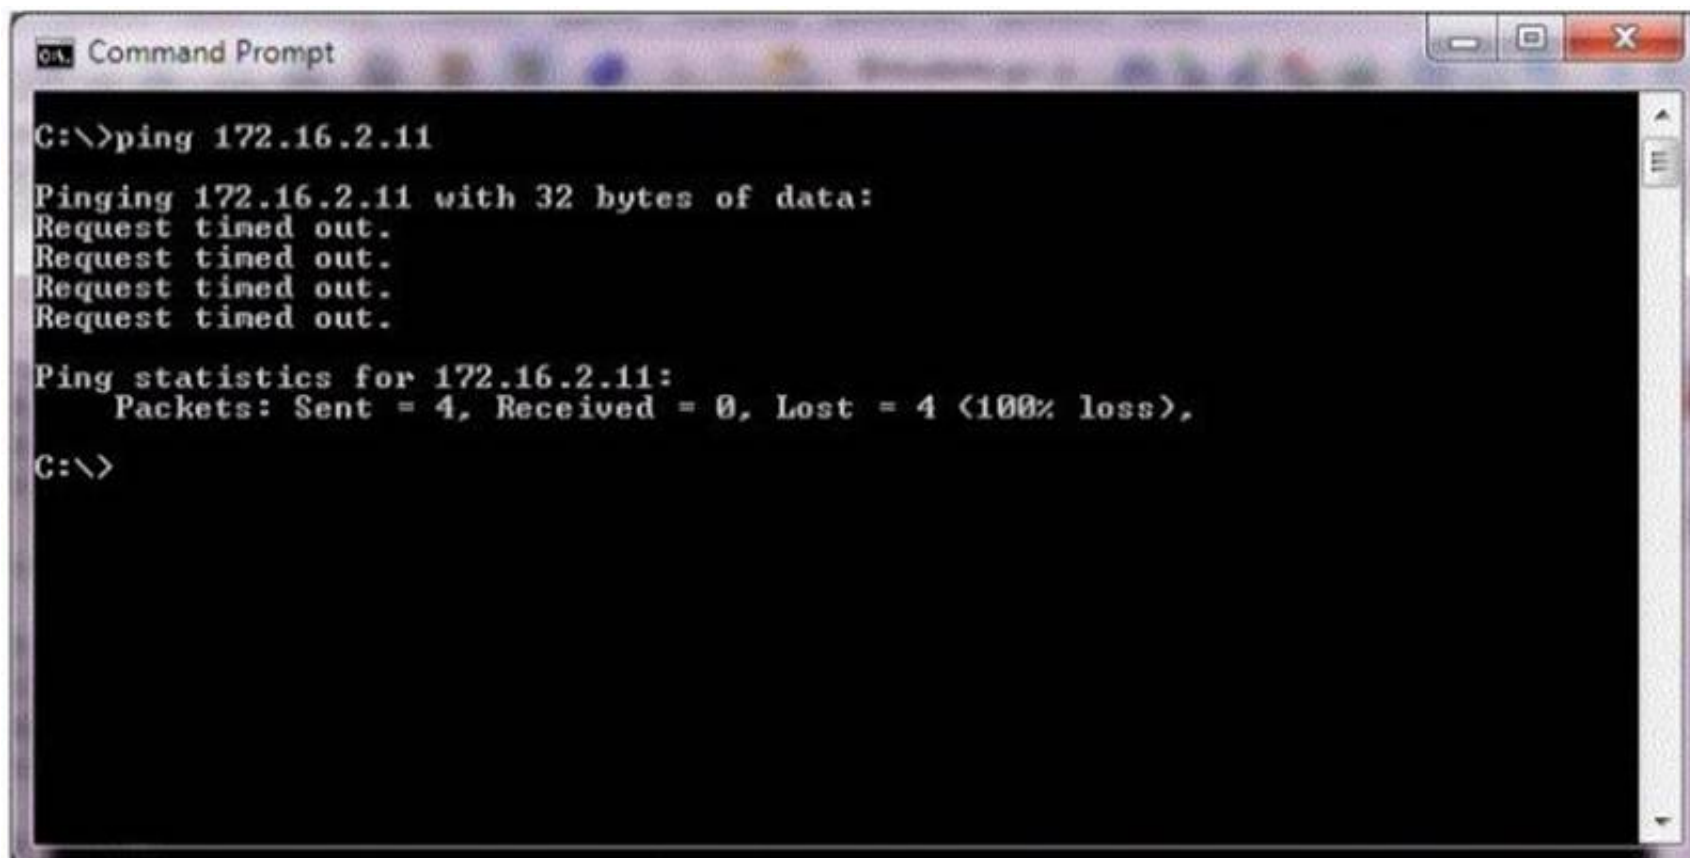 Command Prompt
C:\>ping 172.16.2.11
Pinging 172.16.2.11 with 32 bytes of data:
Request timed out.
Request timed out.
Request timed out.
Request timed out.
Ping statistics for 172.16.2.11:
    Packets: Sent = 4, Received = 0, Lost = 4 (100% loss),
C:\>